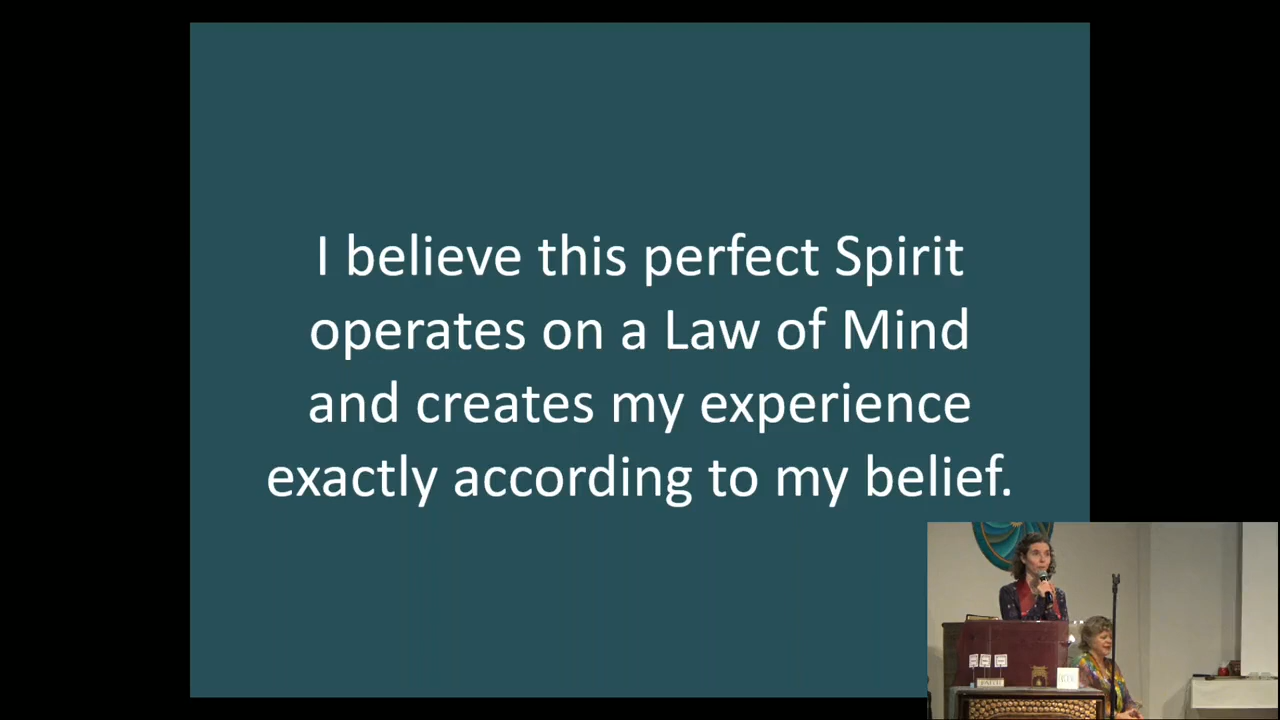 I believe this perfect Spirit
operates on a Law of Mind
and creates my experience
exactly according to my belief.